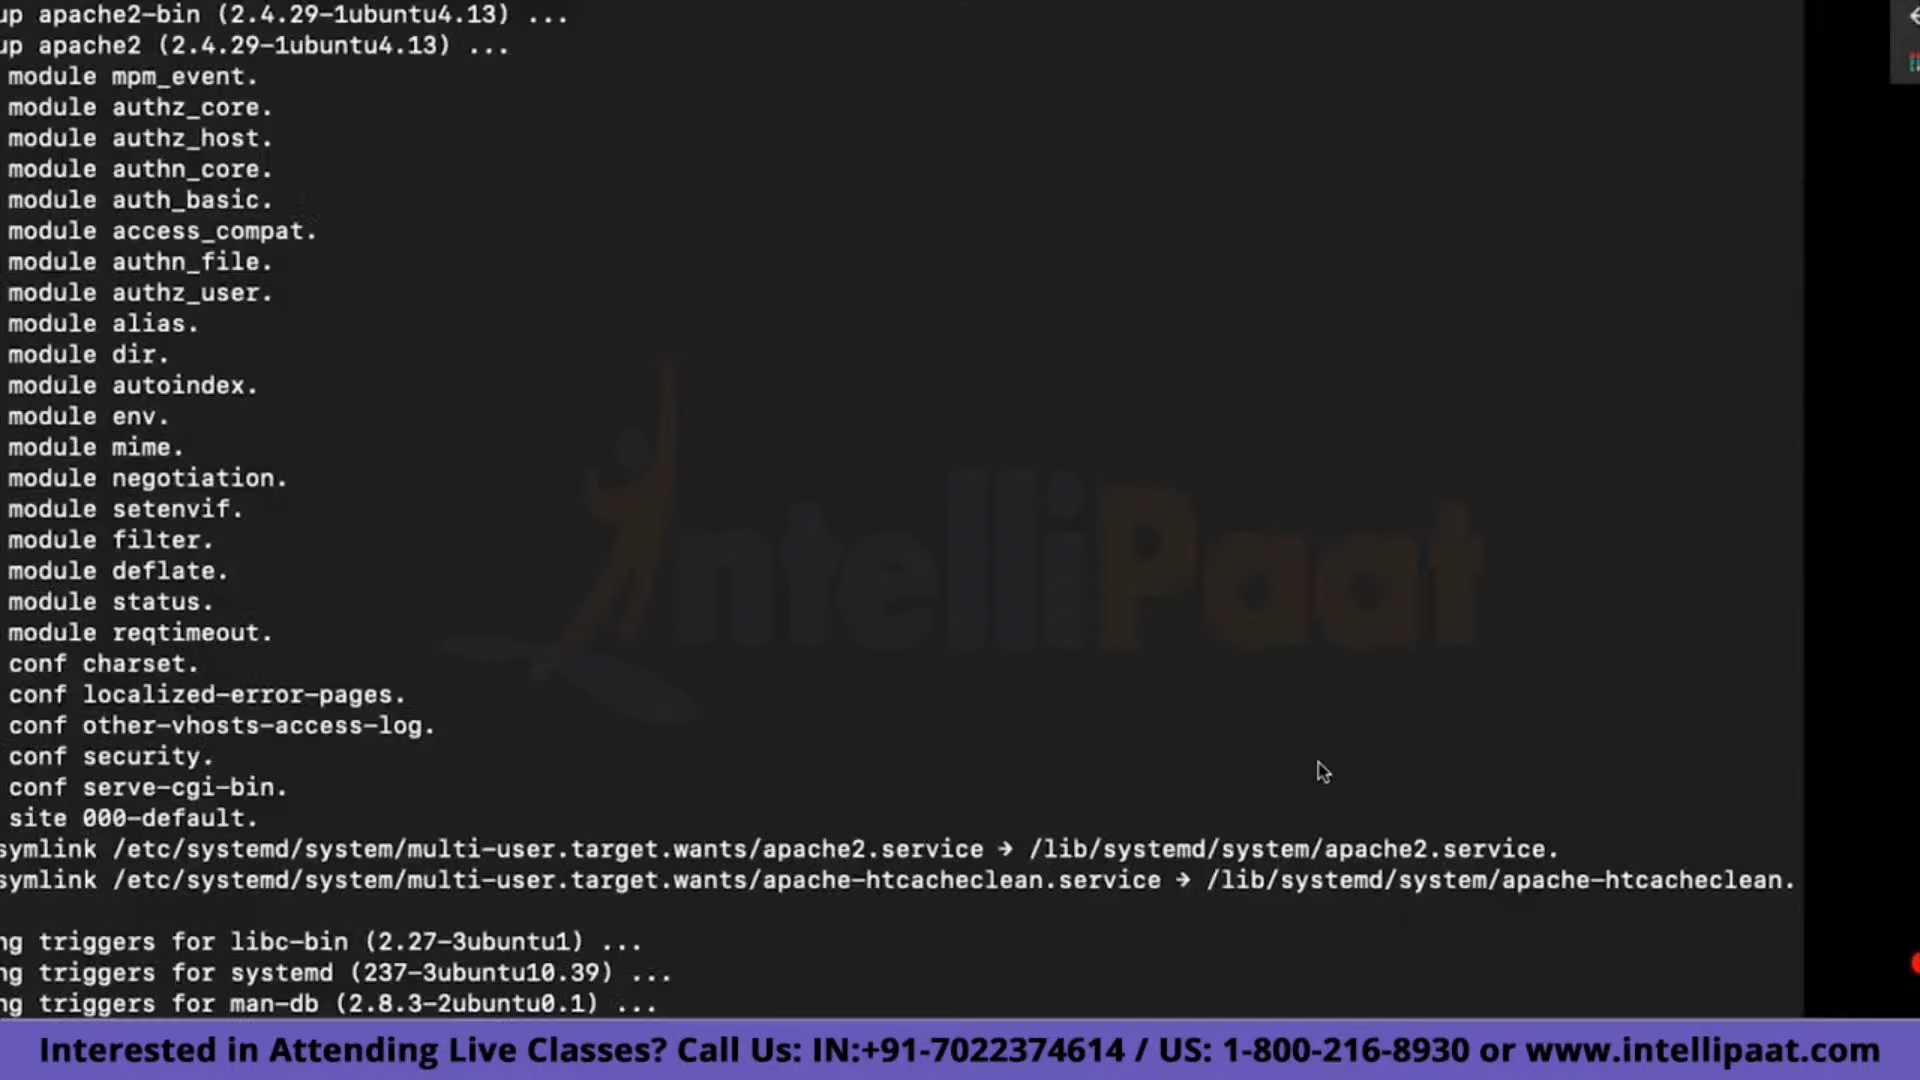 up apache2-bin (2.4.29-1ubuntu4.13) ...
up apache2 (2.4.29-1ubuntu4.13) ...
module mpm_event.
module authz_core.
module authz_host.
module authn_core.
module auth_basic.
module access_compat.
module authn_file.
module authz_user.
module alias.
module dir.
module autoindex.
module env.
module mime.
module negotiation.
module setenvif.
module filter.
module deflate.
module status.
module reqtimeout.
conf charset.
conf localized-error-pages.
conf other-vhosts-access-log.
conf security.
conf serve-cgi-bin.
site 000-default.
symlink /etc/systemd/system/multi-user.target.wants/apache2.service → /lib/systemd/system/apache2.service.
symlink /etc/systemd/system/multi-user.target.wants/apache-htcacheclean.service → /lib/systemd/system/apache-htcacheclean.
ng triggers for libc-bin (2.27-3ubuntu1) ...
ng triggers for systemd (237-3ubuntu10.39) ...
ng triggers for man-db (2.8.3-2ubuntu0.1) ...
IntelliPaat
Interested in Attending Live Classes? Call Us: IN:+91-7022374614 / US: 1-800-216-8930 or www.intellipaat.com